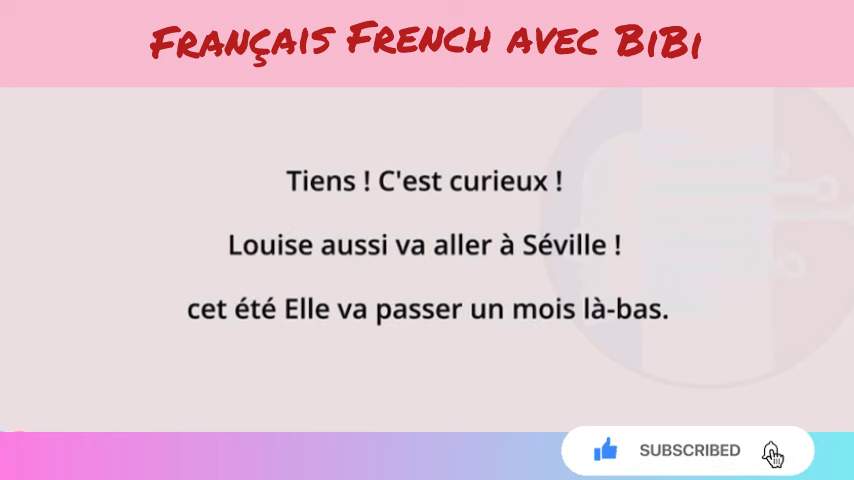 Français French avec BiBi
Tiens ! C'est curieux !
Louise aussi va aller à Séville !
cet été Elle va passer un mois là-bas.
SUBSCRIBED